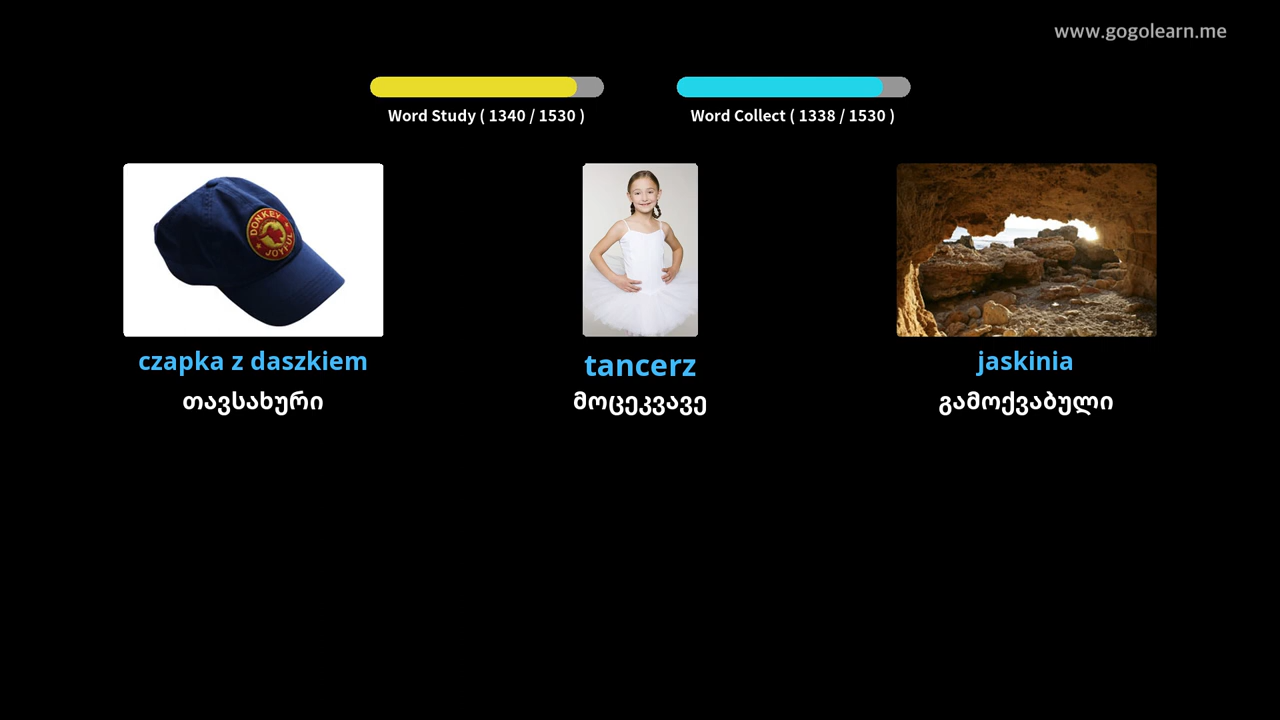 www.gogolearn.me
Word Study ( 1340 / 1530 )
Word Collect ( 1338 / 1530 )
DONKEY
JOYFUL
czapka z daszkiem
tancerz
jaskinia
თავსახური
მოცეკვავე
გამოქვაბული